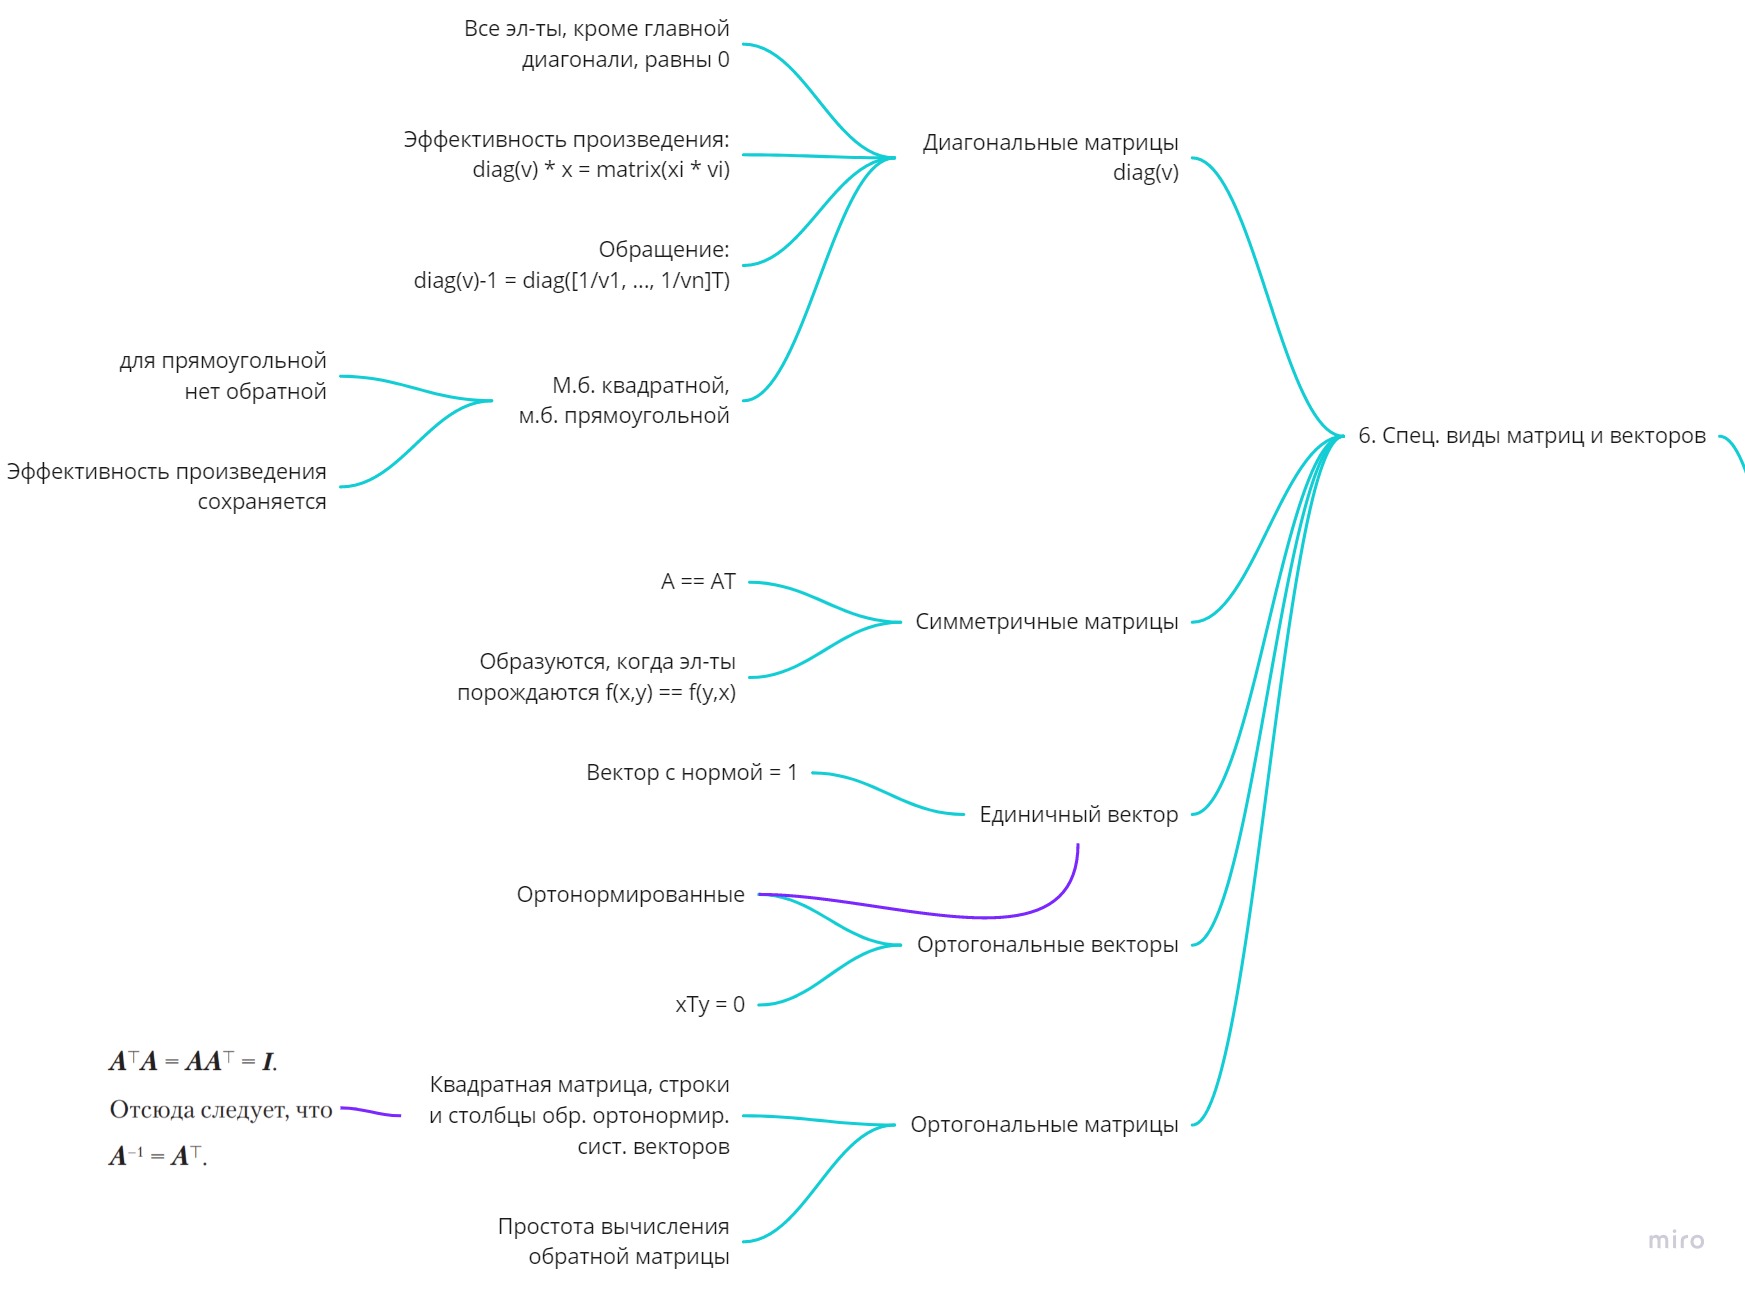 Все эл-ты, кроме главной
диагонали, равны 0
Эффективность произведения:
diag(v) * x = matrix(xi * vi)
Диагональные матрицы
diag(v)
Обращение:
diag(v)-1 = diag([1/v1, ..., 1/vn]T)
для прямоугольной
нет обратной
М.б. квадратной,
м.б. прямоугольной
Эффективность произведения
сохраняется
6. Спец. виды матриц и векторов
A == AT
Симметричные матрицы
Образуются, когда эл-ты
порождаются f(x,y) == f(y,x)
Вектор с нормой = 1
Единичный вектор
Ортонормированные
Ортогональные векторы
xTy = 0
A⊤A = AA⊤ = I.
Отсюда следует, что
A⁻¹ = A⊤.
Квадратная матрица, строки
и столбцы обр. ортонормир.
сист. векторов
Ортогональные матрицы
Простота вычисления
обратной матрицы
miro